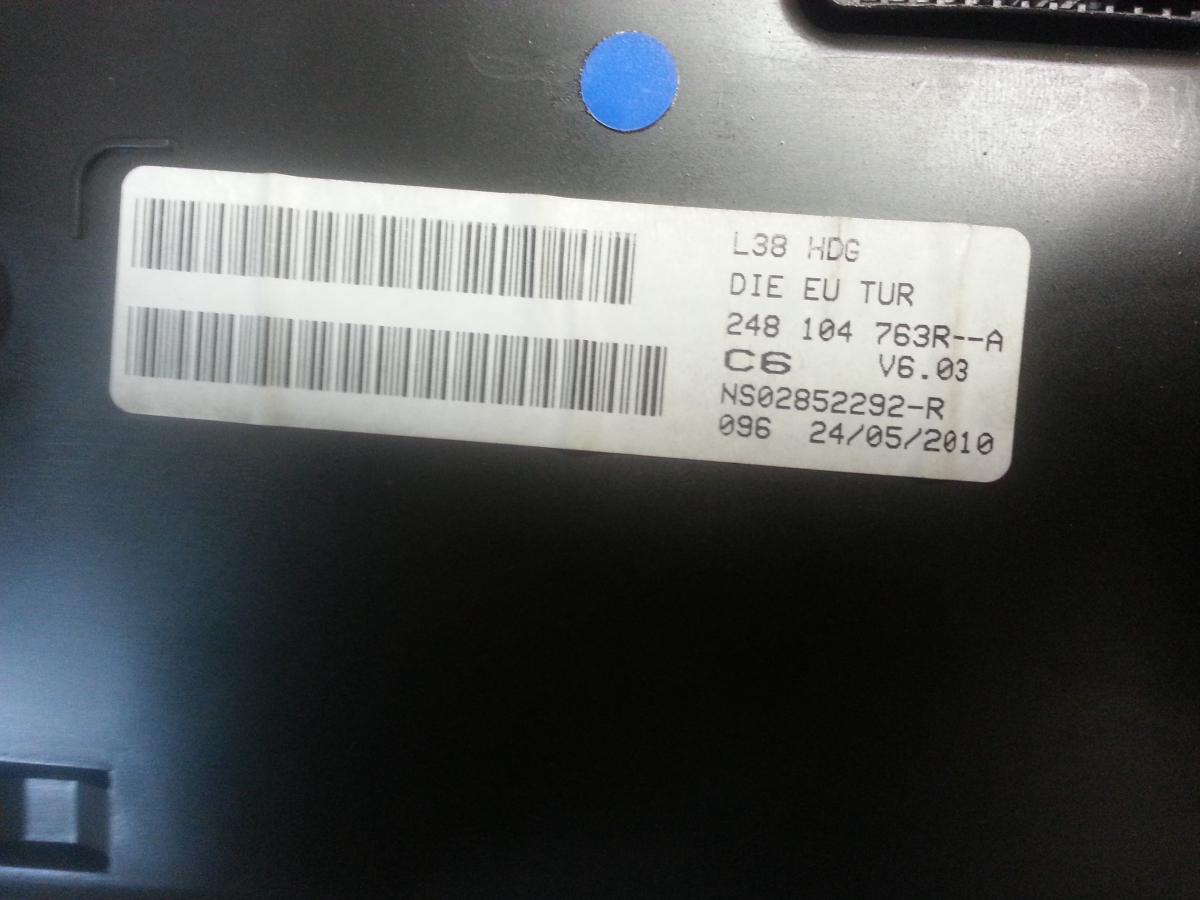 L38 HDG
DIE EU TUR
248 104 763R--A
C6 V6.03
NS02852292-R
096 24/05/2010